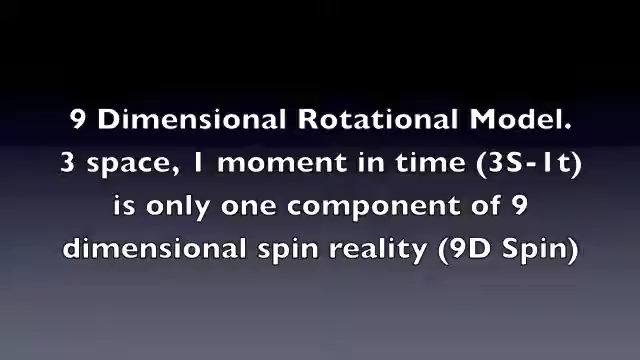 9 Dimensional Rotational Model.
3 space, 1 moment in time (3S-1t)
is only one component of 9
dimensional spin reality (9D Spin)